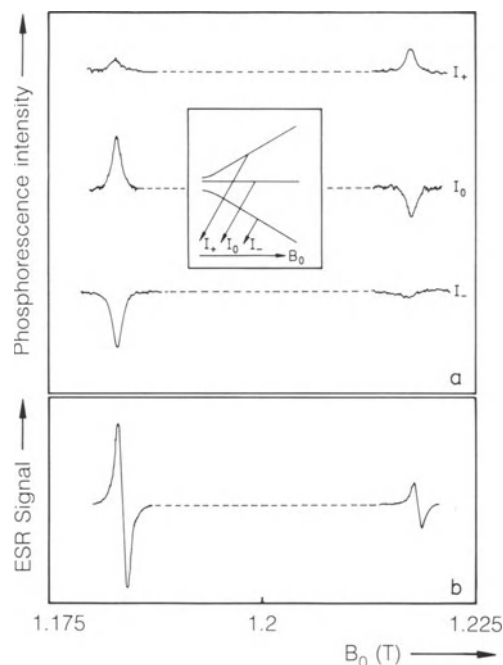 Phosphorescence intensity
I+
I0
I-
I+ I0 I-
B0
a
ESR Signal
b
1.175 1.2 1.225
B0 (T)